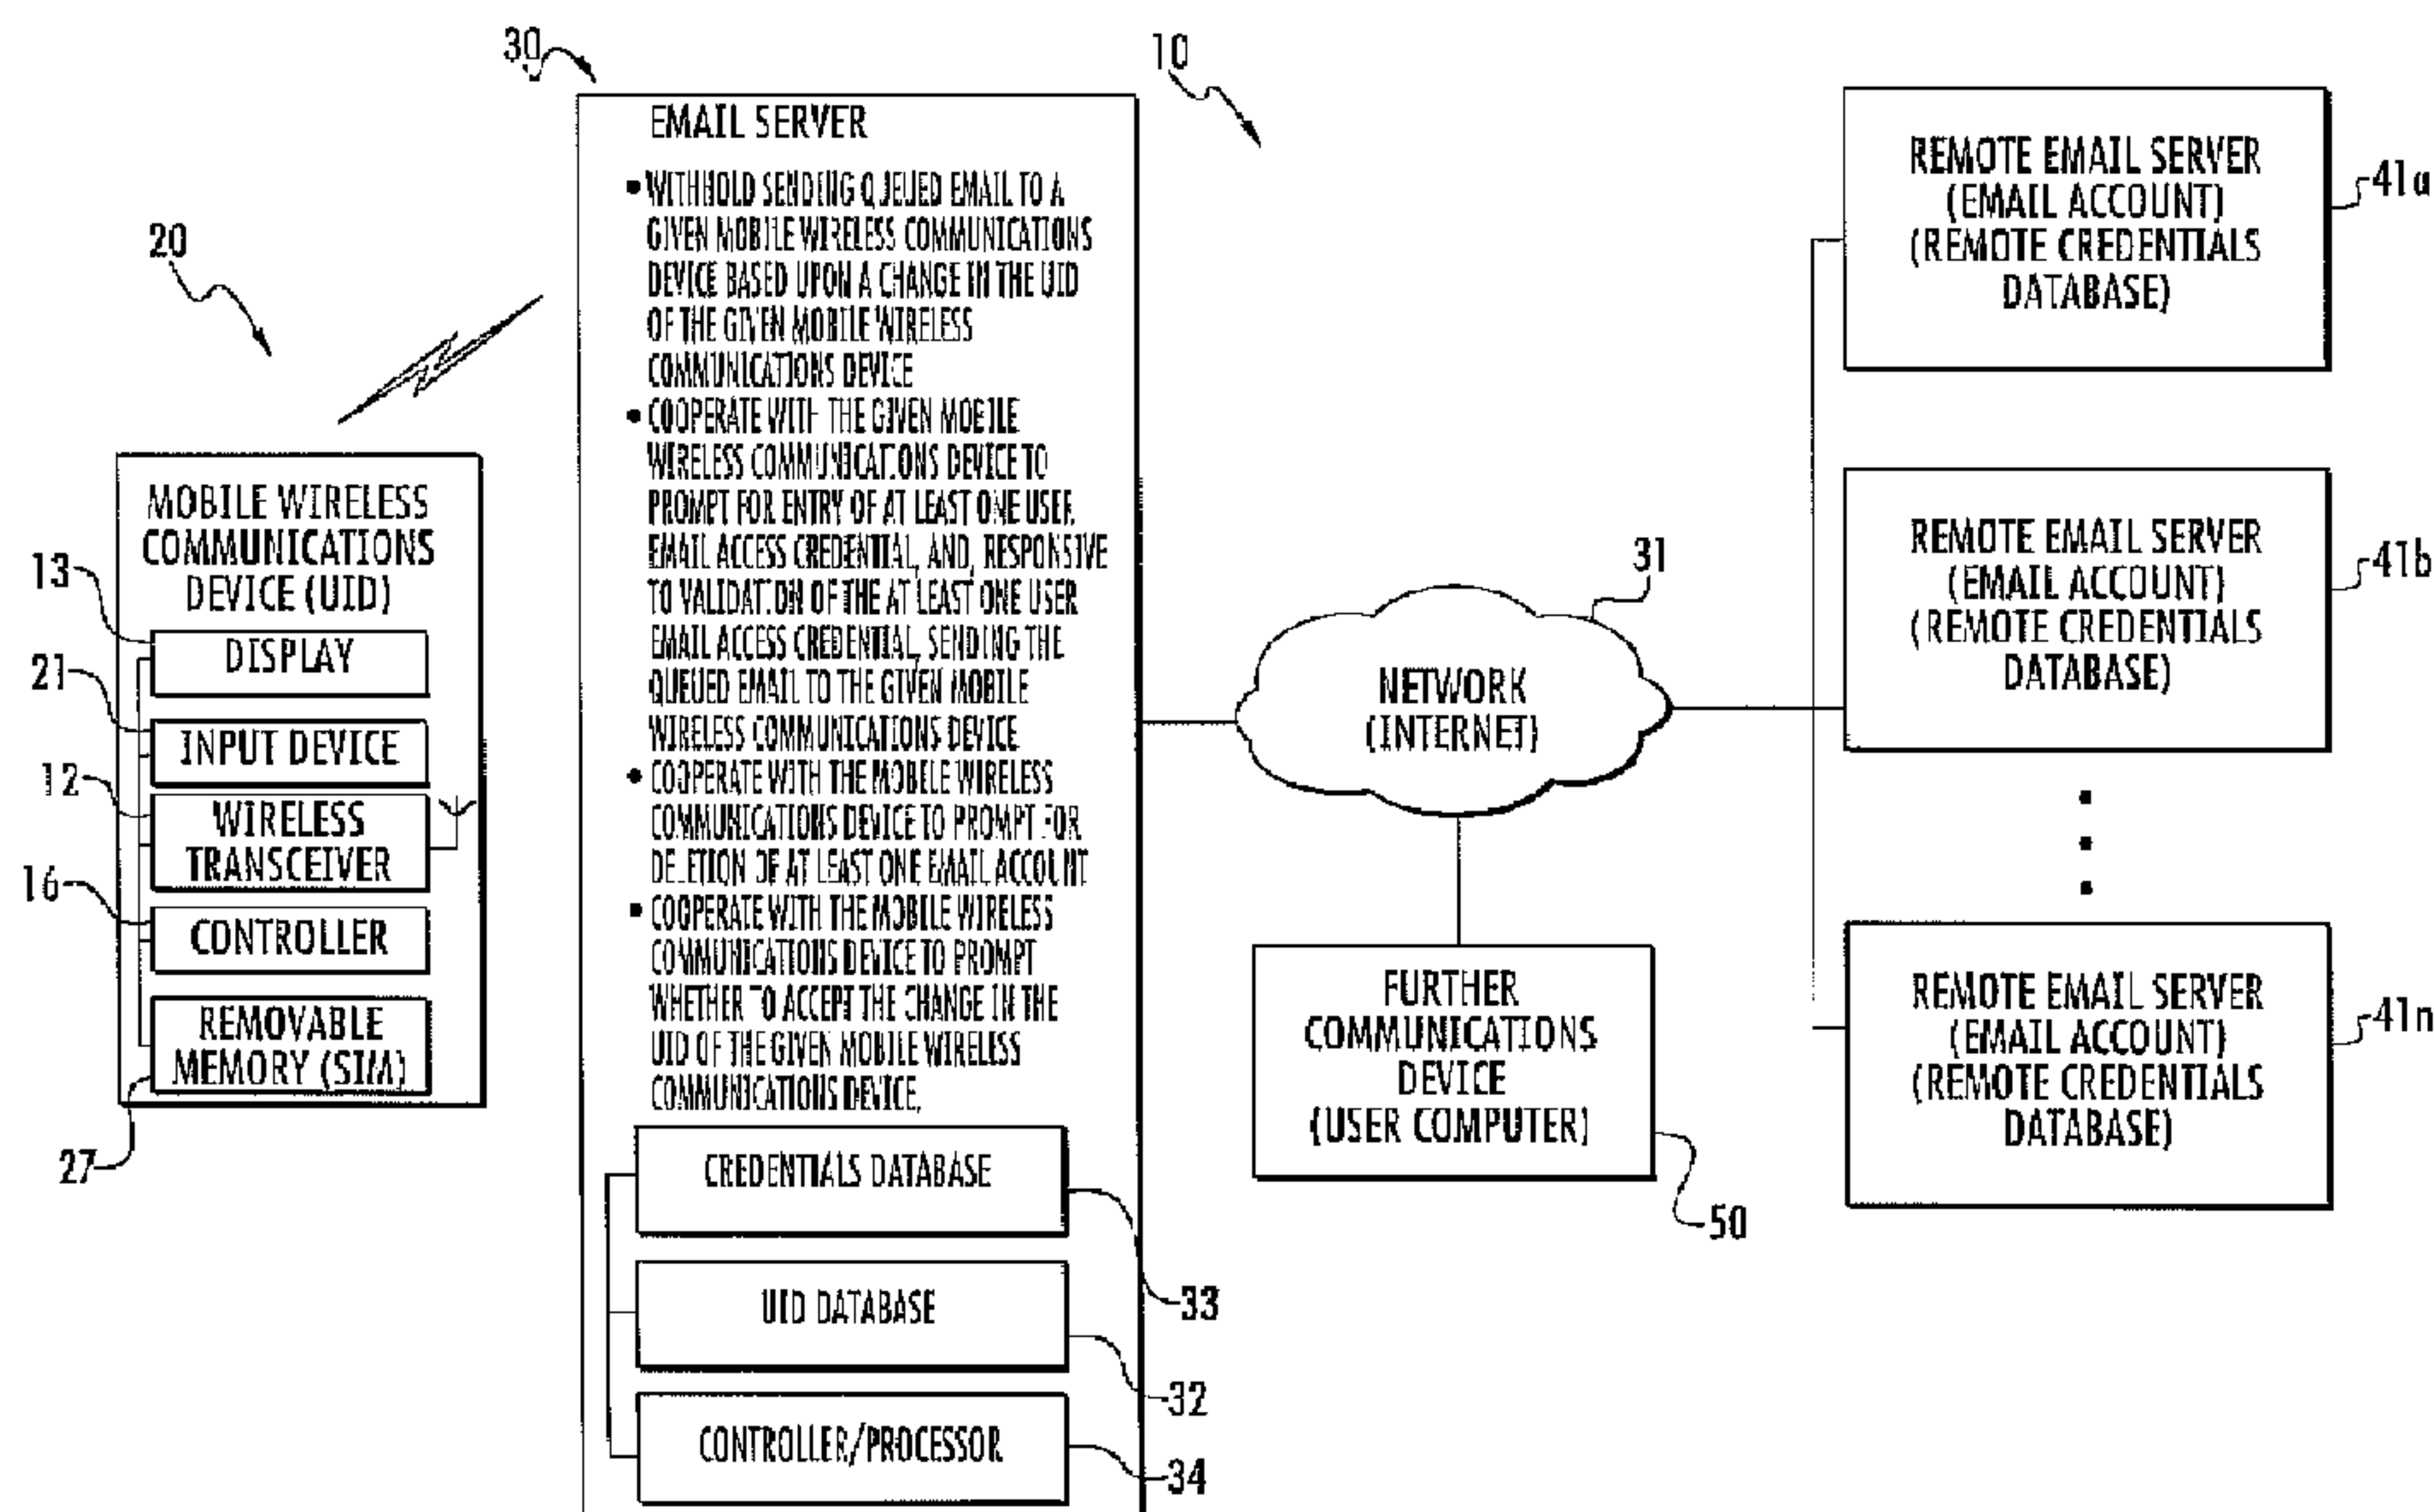 30
10
20
EMAIL SERVER
• WITHHOLD SENDING QUEUED EMAIL TO A
GIVEN MOBILE WIRELESS COMMUNICATIONS
DEVICE BASED UPON A CHANGE IN THE UID
OF THE GIVEN MOBILE WIRELESS
COMMUNICATIONS DEVICE
• COOPERATE WITH THE GIVEN MOBILE
WIRELESS COMMUNICATIONS DEVICE TO
PROMPT FOR ENTRY OF AT LEAST ONE USER
EMAIL ACCESS CREDENTIAL, AND, RESPONSIVE
TO VALIDATION OF THE AT LEAST ONE USER
EMAIL ACCESS CREDENTIAL, SENDING THE
QUEUED EMAIL TO THE GIVEN MOBILE
WIRELESS COMMUNICATIONS DEVICE
• COOPERATE WITH THE MOBILE WIRELESS
COMMUNICATIONS DEVICE TO PROMPT FOR
DELETION OF AT LEAST ONE EMAIL ACCOUNT
• COOPERATE WITH THE MOBILE WIRELESS
COMMUNICATIONS DEVICE TO PROMPT
WHETHER TO ACCEPT THE CHANGE IN THE
UID OF THE GIVEN MOBILE WIRELESS
COMMUNICATIONS DEVICE,
CREDENTIALS DATABASE
33
UID DATABASE
32
CONTROLLER/PROCESSOR
34
MOBILE WIRELESS
COMMUNICATIONS
DEVICE (UID)
13
DISPLAY
21
INPUT DEVICE
12
WIRELESS
TRANSCEIVER
16
CONTROLLER
REMOVABLE
MEMORY (SIM)
27
31
NETWORK
(INTERNET)
FURTHER
COMMUNICATIONS
DEVICE
(USER COMPUTER)
50
REMOTE EMAIL SERVER
(EMAIL ACCOUNT)
(REMOTE CREDENTIALS
DATABASE)
41a
REMOTE EMAIL SERVER
(EMAIL ACCOUNT)
(REMOTE CREDENTIALS
DATABASE)
41b
REMOTE EMAIL SERVER
(EMAIL ACCOUNT)
(REMOTE CREDENTIALS
DATABASE)
41n